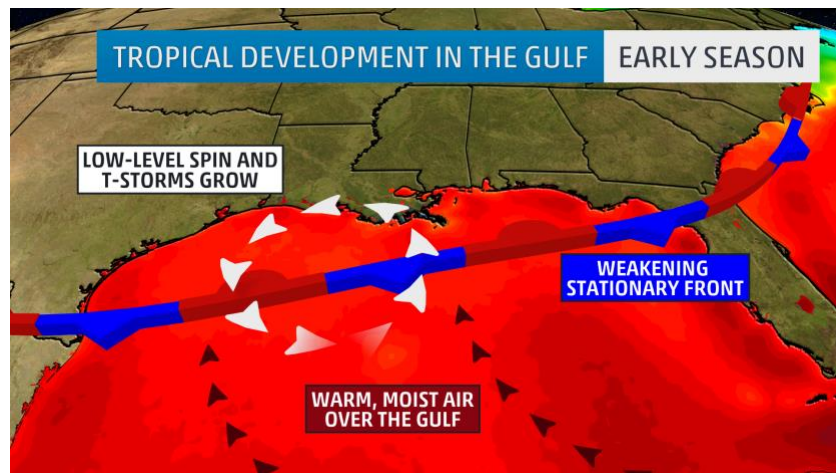 TROPICAL DEVELOPMENT IN THE GULF EARLY SEASON
LOW-LEVEL SPIN AND
T-STORMS GROW
WEAKENING
STATIONARY FRONT
WARM, MOIST AIR
OVER THE GULF